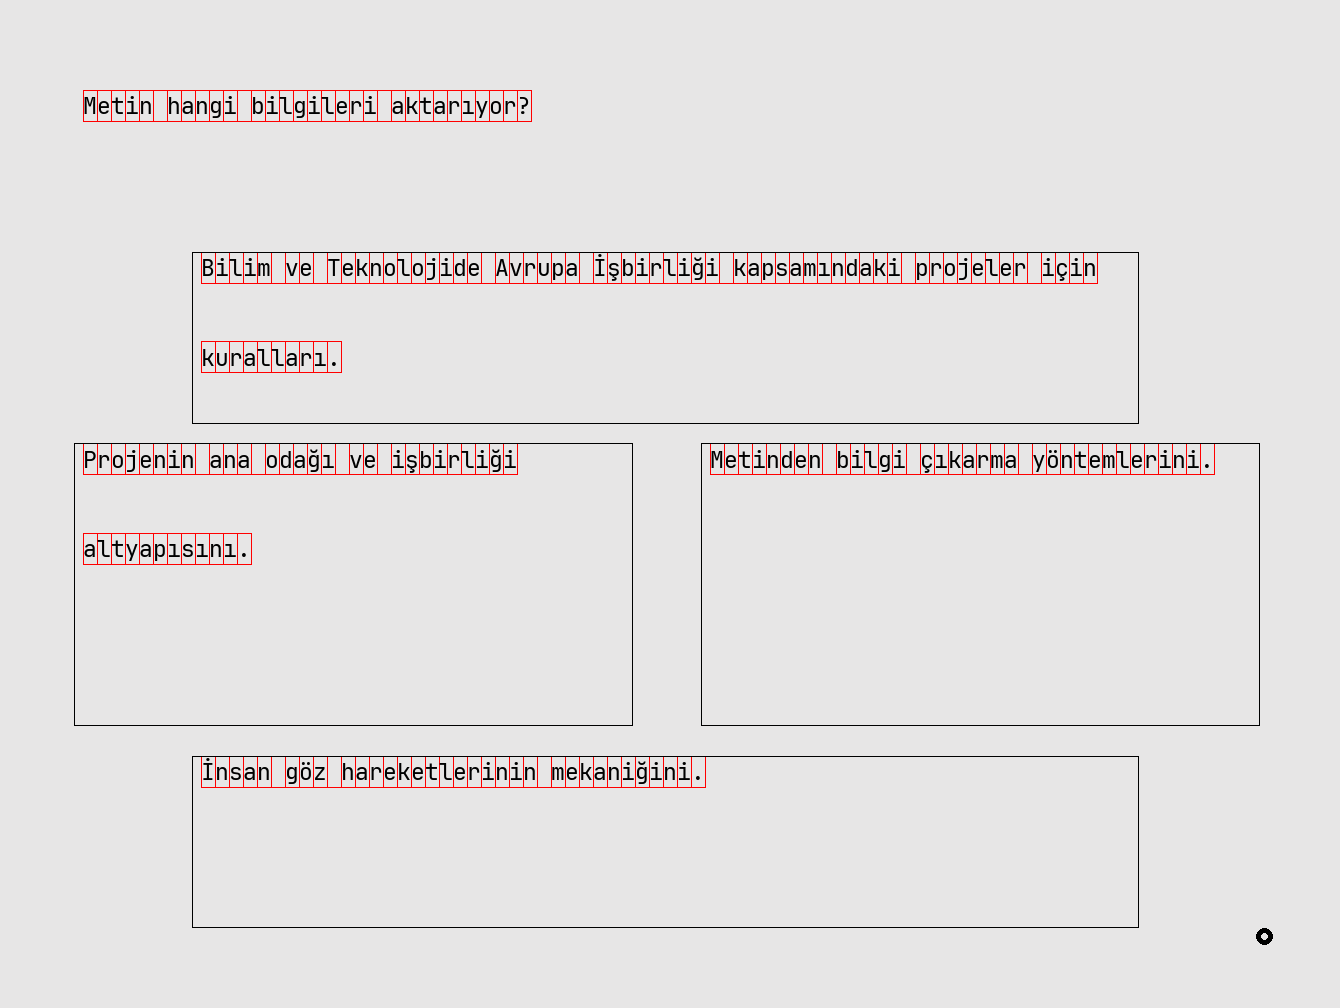 Metin hangi bilgileri aktarıyor?
Bilim ve Teknolojide Avrupa İşbirliği kapsamındaki projeler için
kuralları.
Projenin ana odağı ve işbirliği
altyapısını.
Metinden bilgi çıkarma yöntemlerini.
İnsan göz hareketlerinin mekaniğini.